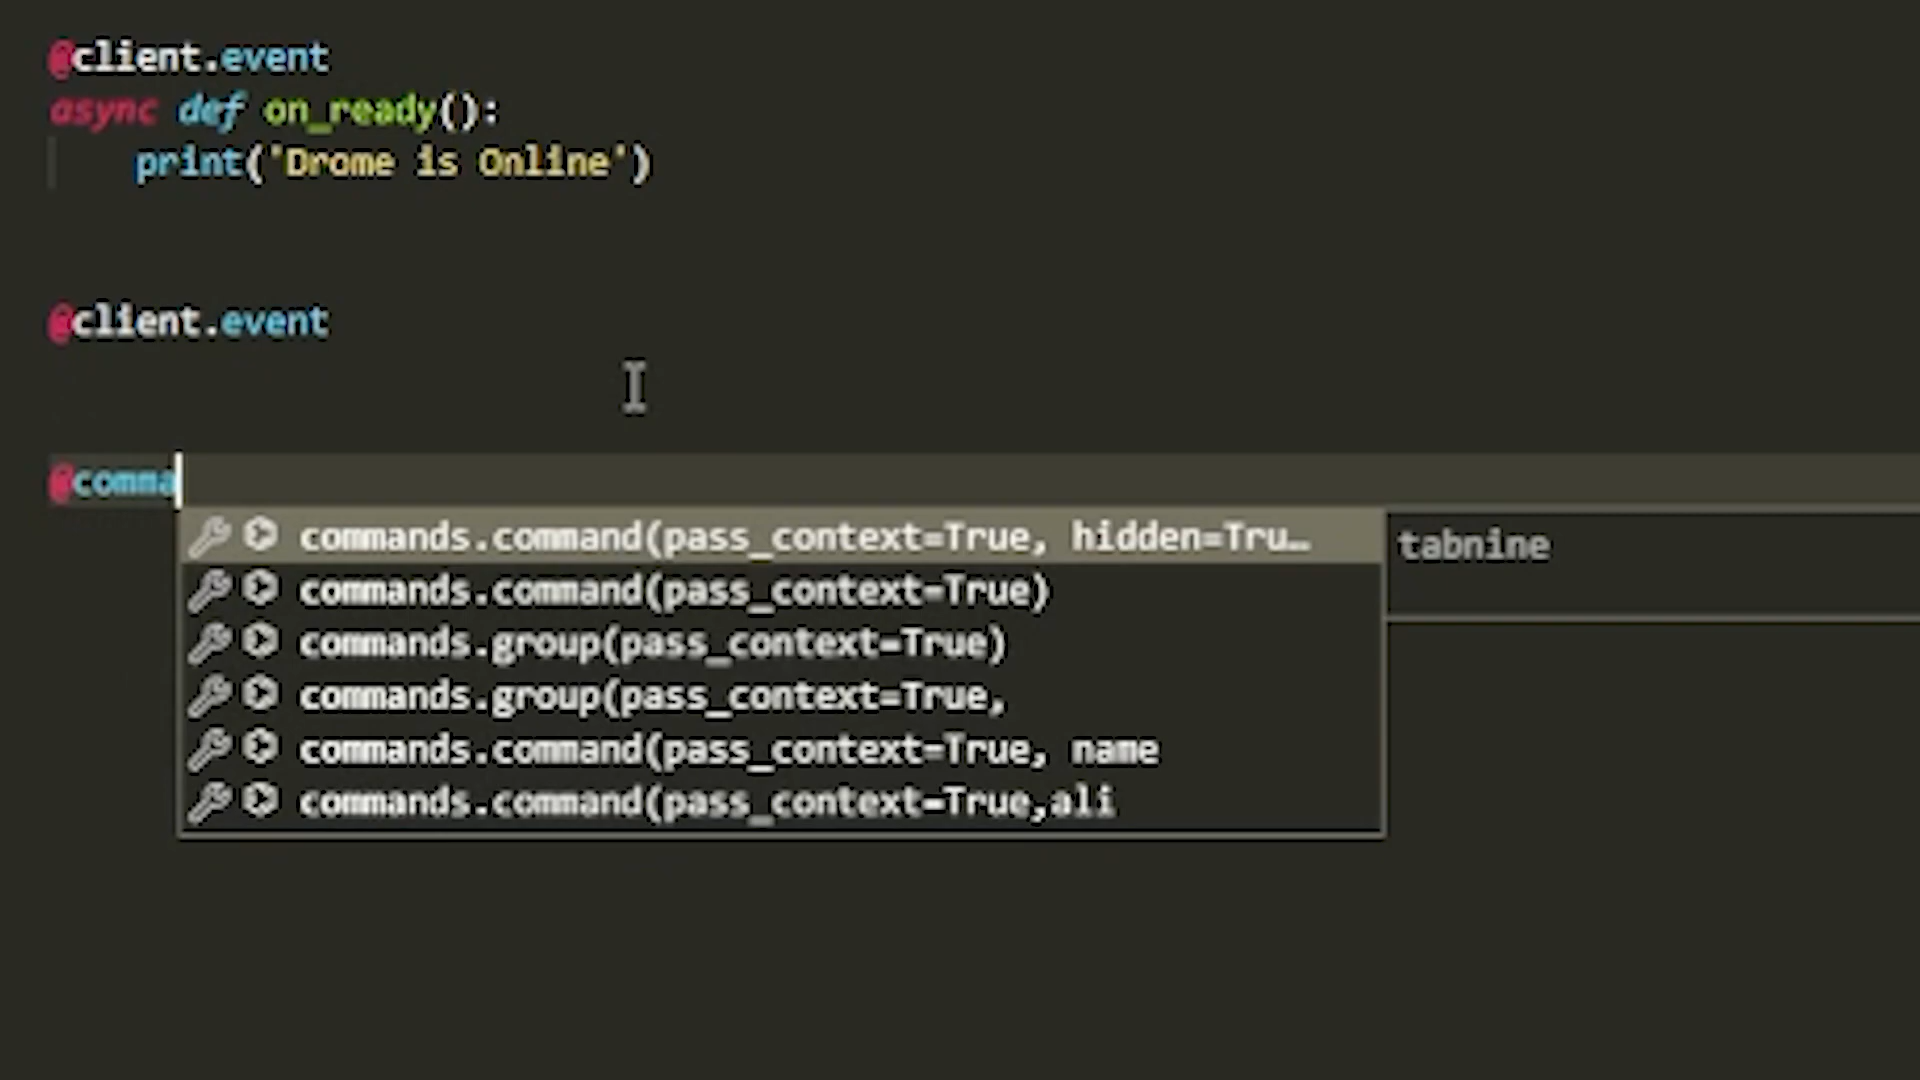 @client.event
async def on_ready():
    print('Drome is Online')
@client.event
@comma
commands.command(pass_context=True, hidden=Tru…
tabnine
commands.command(pass_context=True)
commands.group(pass_context=True)
commands.group(pass_context=True,
commands.command(pass_context=True, name
commands.command(pass_context=True,ali